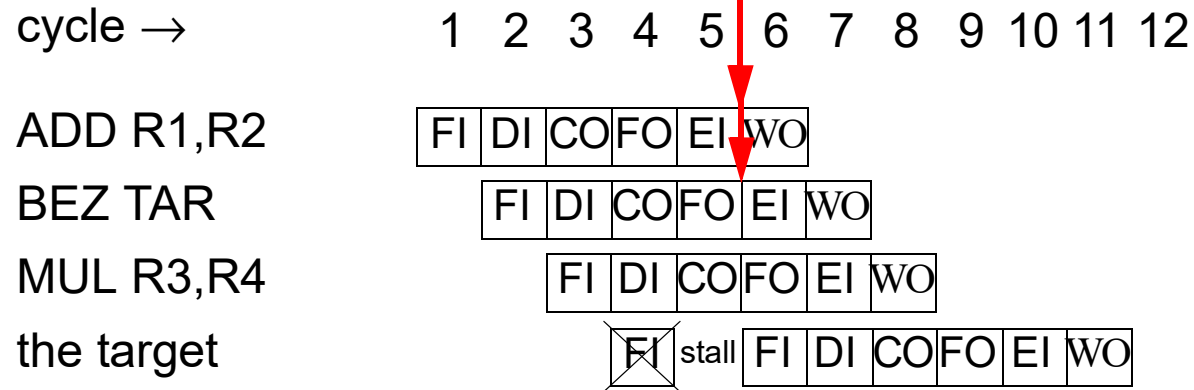 cycle → 1 2 3 4 5 6 7 8 9 10 11 12
ADD R1,R2 FI DI CO FO EI WO
BEZ TAR FI DI CO FO EI WO
MUL R3,R4 FI DI CO FO EI WO
the target FI stall FI DI CO FO EI WO